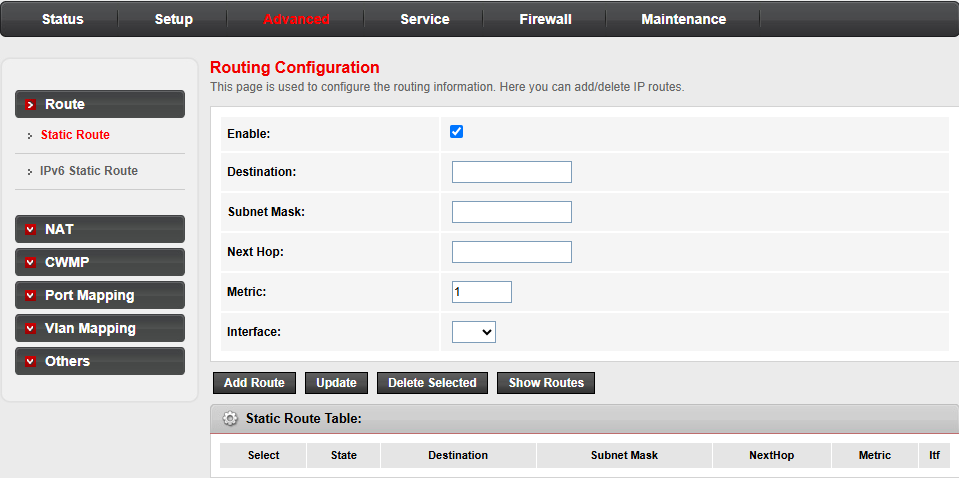 Status Setup Advanced Service Firewall Maintenance
Route
Static Route
IPv6 Static Route
NAT
CWMP
Port Mapping
Vlan Mapping
Others
Routing Configuration
This page is used to configure the routing information. Here you can add/delete IP routes.
Enable:
Destination:
Subnet Mask:
Next Hop:
Metric: 1
Interface:
Add Route Update Delete Selected Show Routes
Static Route Table:
Select State Destination Subnet Mask NextHop Metric Itf